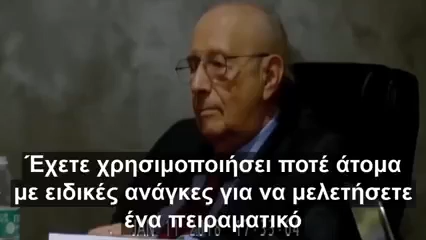 Έχετε χρησιμοποιήσει ποτέ άτομα
με ειδικές ανάγκες για να μελετήσετε
ένα πειραματικό